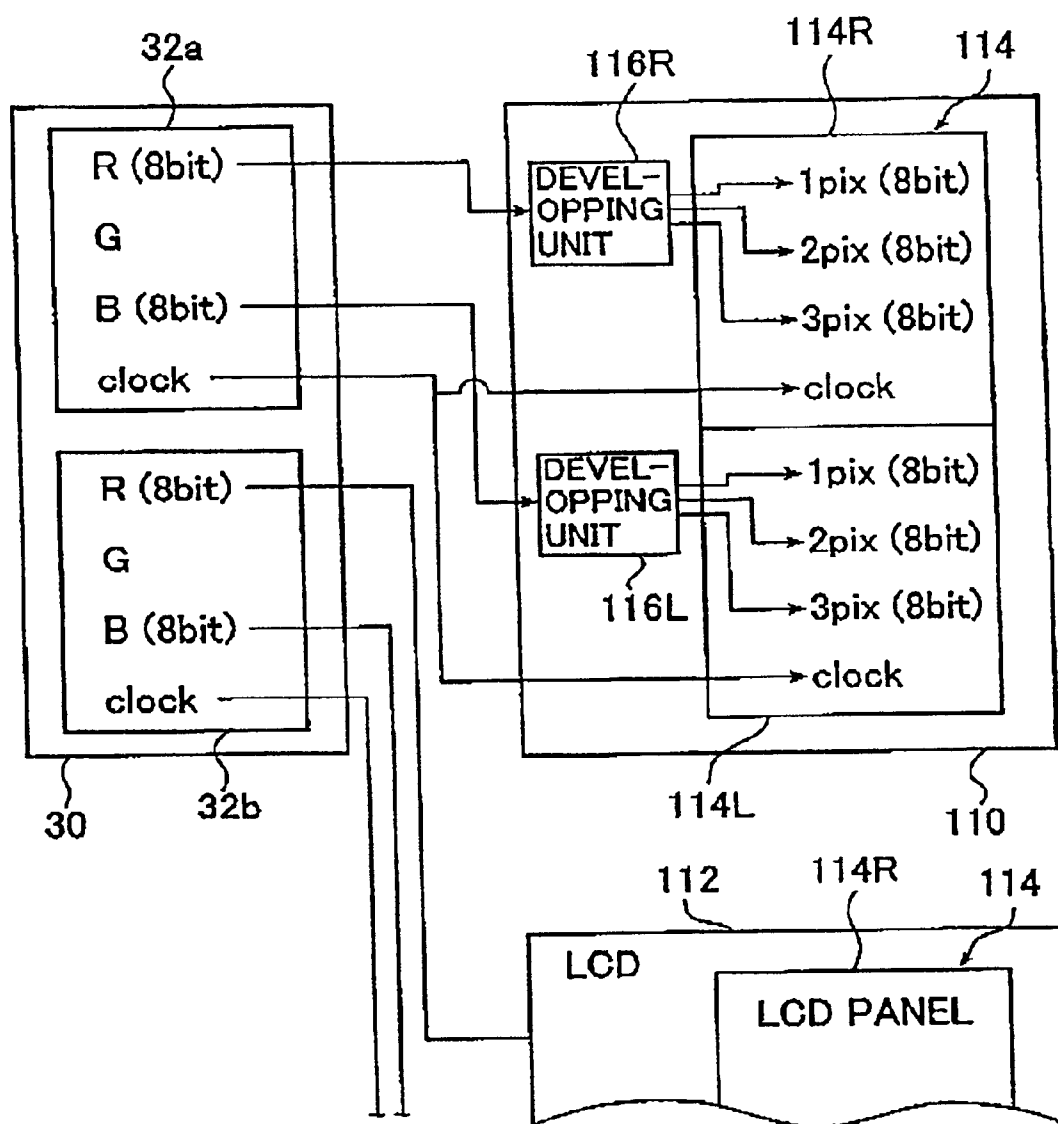 32a
R (8bit)
G
B (8bit)
clock
R (8bit)
G
B (8bit)
clock
30
32b
116R
114R
114
DEVEL-
OPPING
UNIT
1pix (8bit)
2pix (8bit)
3pix (8bit)
clock
DEVEL-
OPPING
UNIT
116L
1pix (8bit)
2pix (8bit)
3pix (8bit)
clock
114L
110
112
114R
114
LCD
LCD PANEL